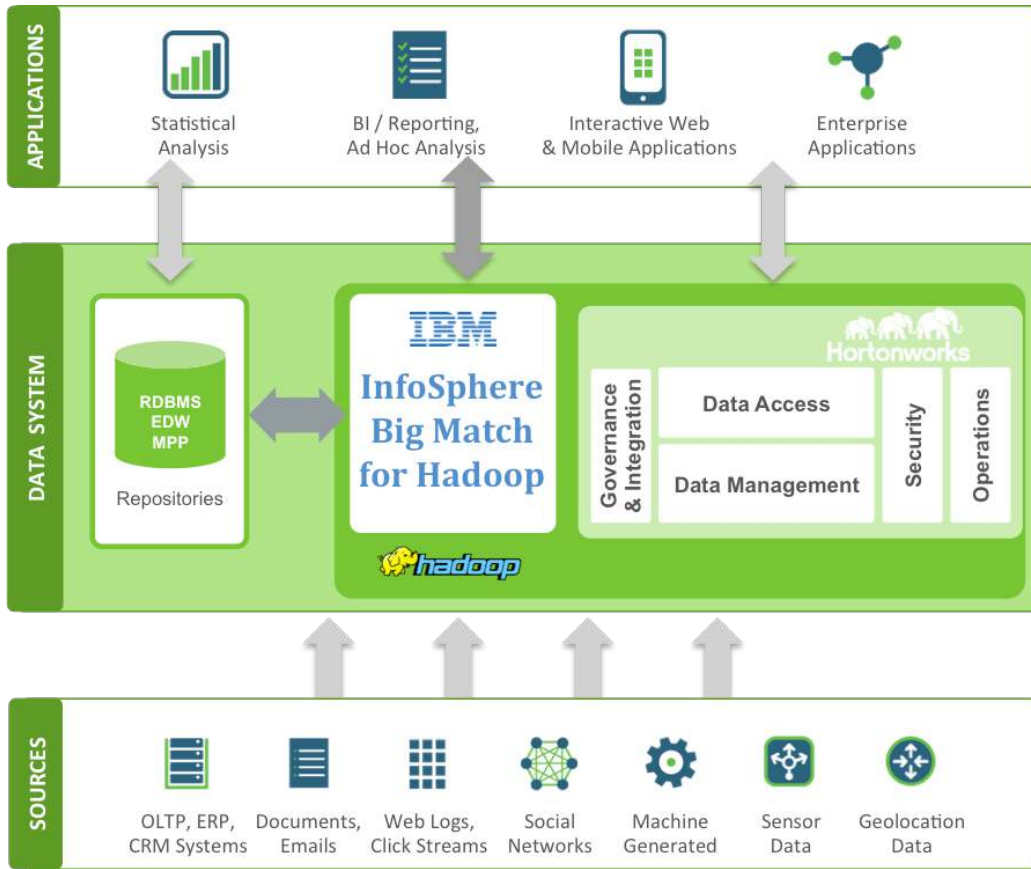 APPLICATIONS
Statistical
Analysis
BI / Reporting,
Ad Hoc Analysis
Interactive Web
& Mobile Applications
Enterprise
Applications
DATA SYSTEM
RDBMS
EDW
MPP
Repositories
IBM
InfoSphere
Big Match
for Hadoop
hadoop
Hortonworks
Governance
& Integration
Data Access
Data Management
Security
Operations
SOURCES
OLTP, ERP,
CRM Systems
Documents,
Emails
Web Logs,
Click Streams
Social
Networks
Machine
Generated
Sensor
Data
Geolocation
Data